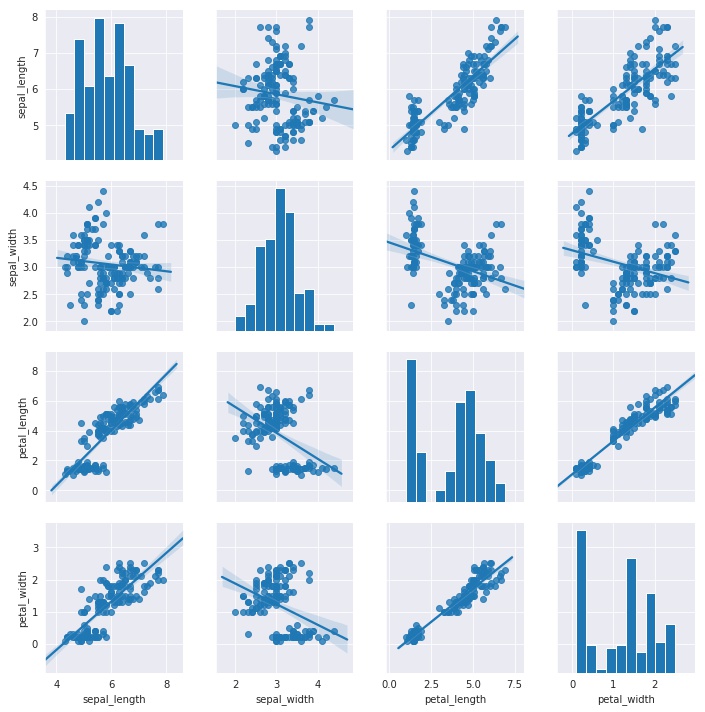 8
7
6
5
sepal_length
4.5
4.0
3.5
3.0
2.5
2.0
sepal_width
8
6
4
2
0
petal_length
3
2
1
0
petal_width
4 6 8
sepal_length
2 3 4
sepal_width
0.0 2.5 5.0 7.5
petal_length
0 1 2
petal_width